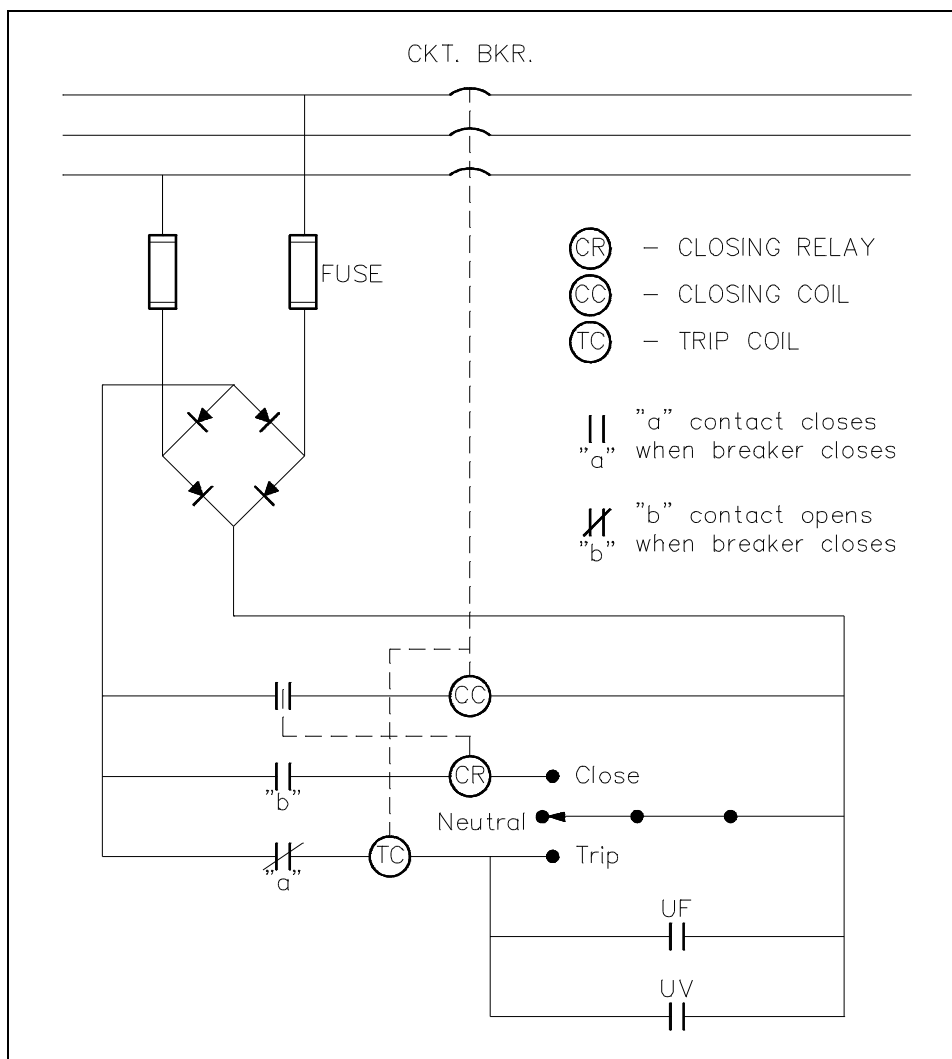 CKT. BKR.
FUSE
CR - CLOSING RELAY
CC - CLOSING COIL
TC - TRIP COIL
"a" contact closes
"a" when breaker closes
"b" contact opens
"b" when breaker closes
CC
CR
Close
"b"
Neutral
TC
Trip
"a"
UF
UV